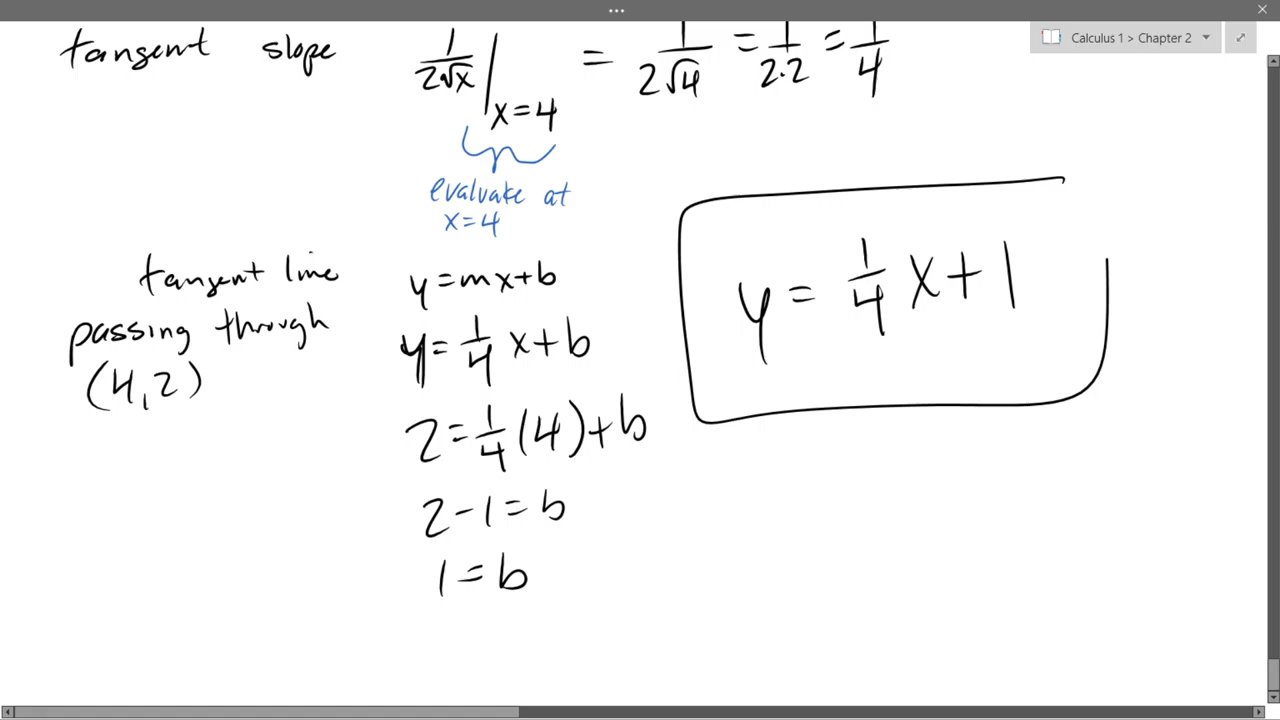 Calculus 1 > Chapter 2
tangent slope 1/(2√x) |x=4 = 1/(2√4) = 1/(2·2) = 1/4
evaluate at
x=4
tangent line
passing through
(4,2)
y=mx+b
y=1/4 x+b
2=1/4(4)+b
2-1=b
1=b
y=1/4 x+1